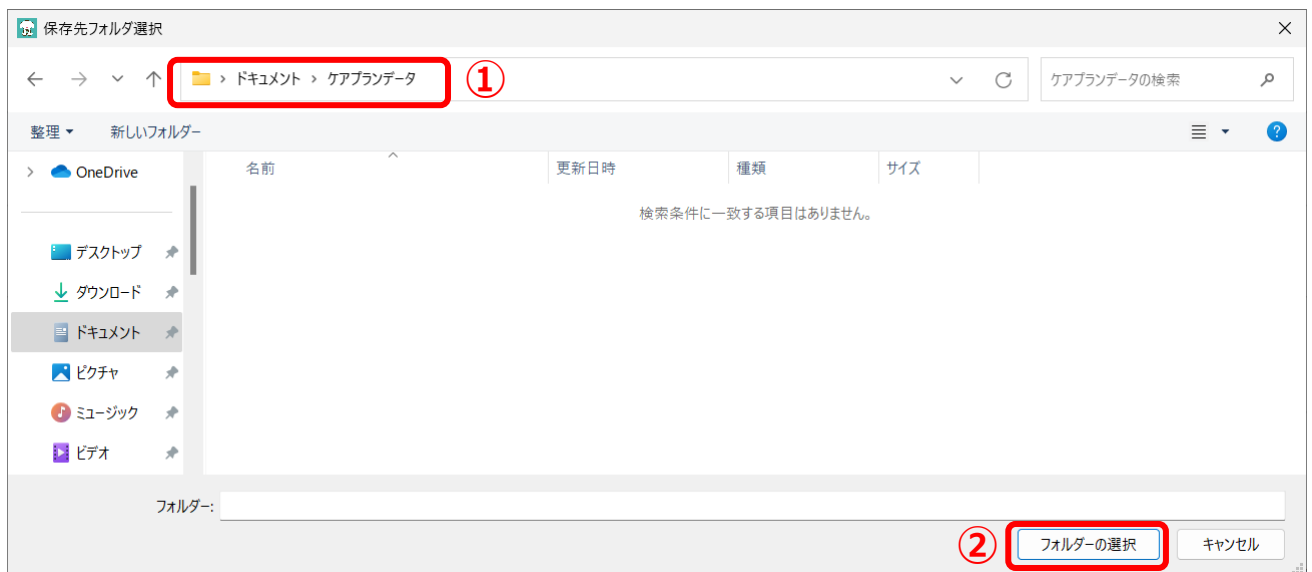 保存先フォルダ選択
ドキュメント > ケアプランデータ ①
ケアプランデータの検索
整理 新しいフォルダー
?
OneDrive
名前 更新日時 種類 サイズ
検索条件に一致する項目はありません。
デスクトップ
ダウンロード
ドキュメント
ピクチャ
ミュージック
ビデオ
フォルダー:
② フォルダーの選択 キャンセル